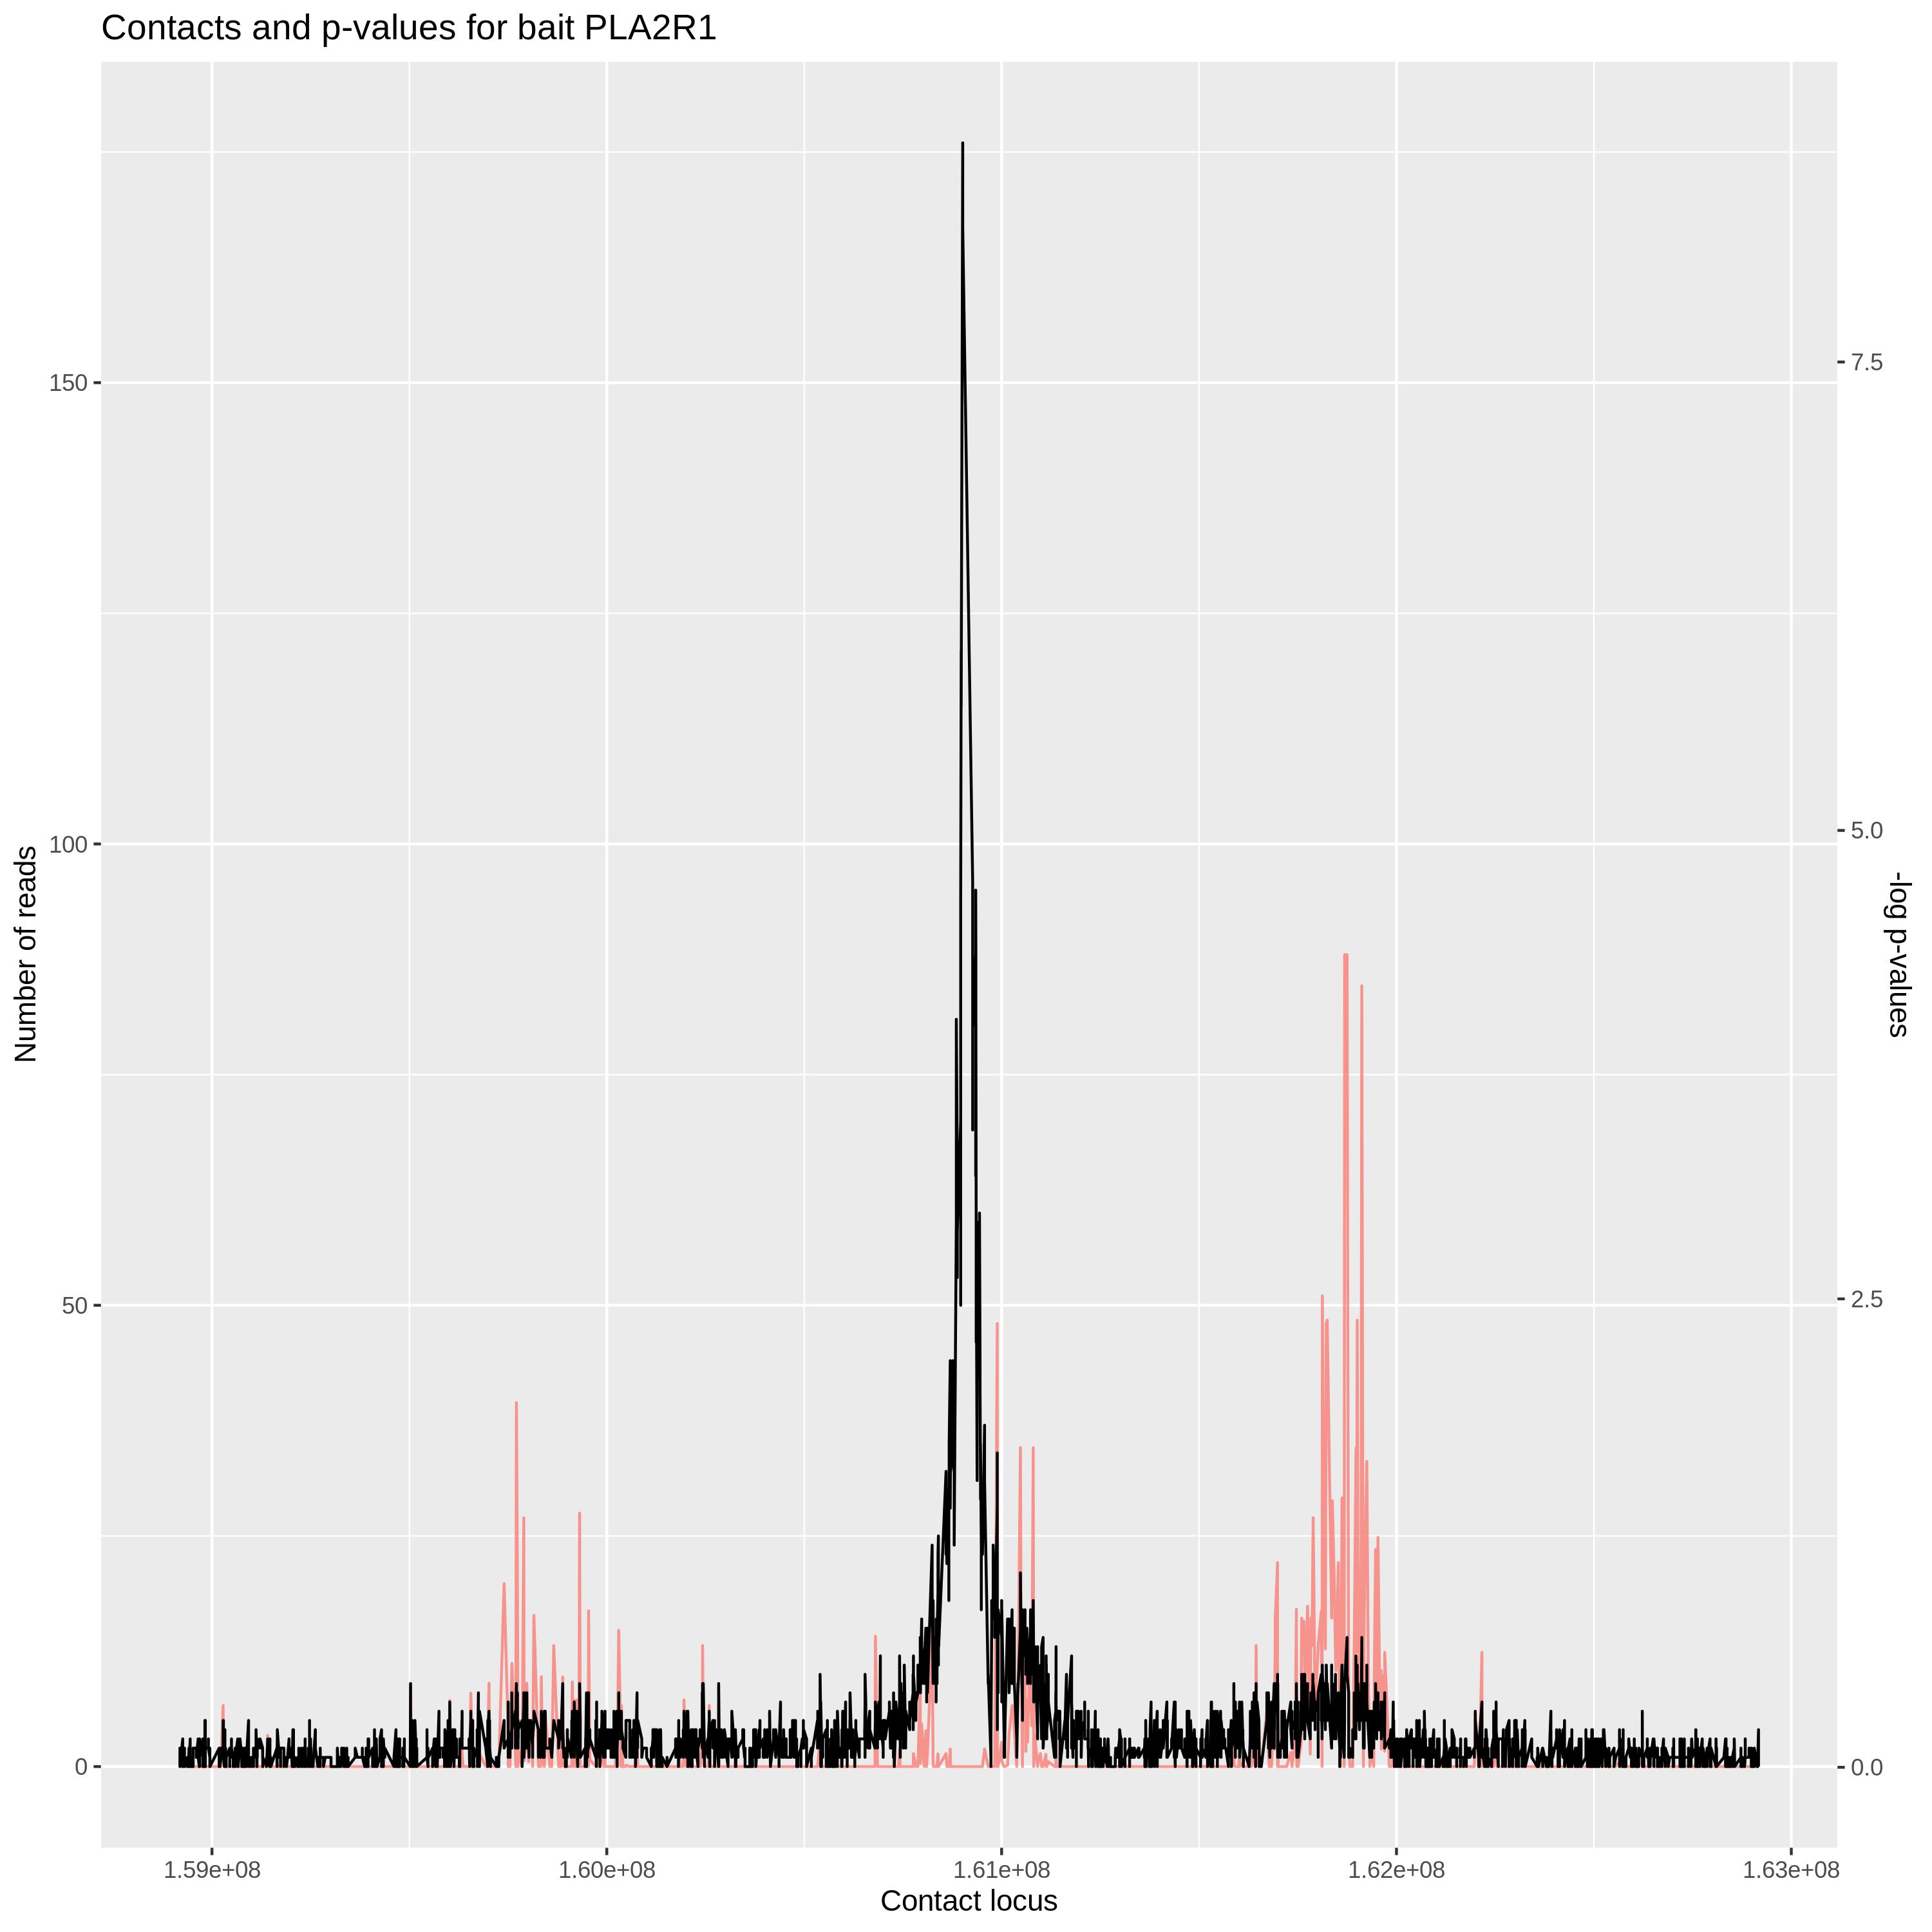 Contacts and p-values for bait PLA2R1
Number of reads
150
100
50
0
7.5
5.0
2.5
0.0
-log p-values
1.59e+08
1.60e+08
1.61e+08
1.62e+08
1.63e+08
Contact locus